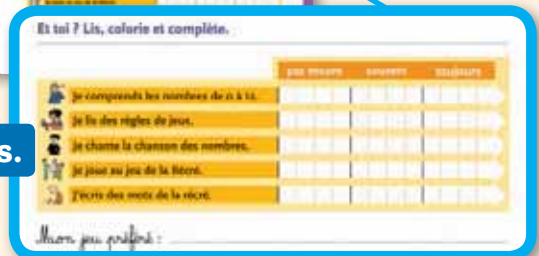 Et toi ? Lis, colorie et complète.
pas encore souvent toujours
Je comprends les nombres de 0 à 12.
Je lis des règles de jeux.
Je chante la chanson des nombres.
s.
Je joue au jeu de la Récré.
J'écris des mots de la récré.
Mon jeu préféré :